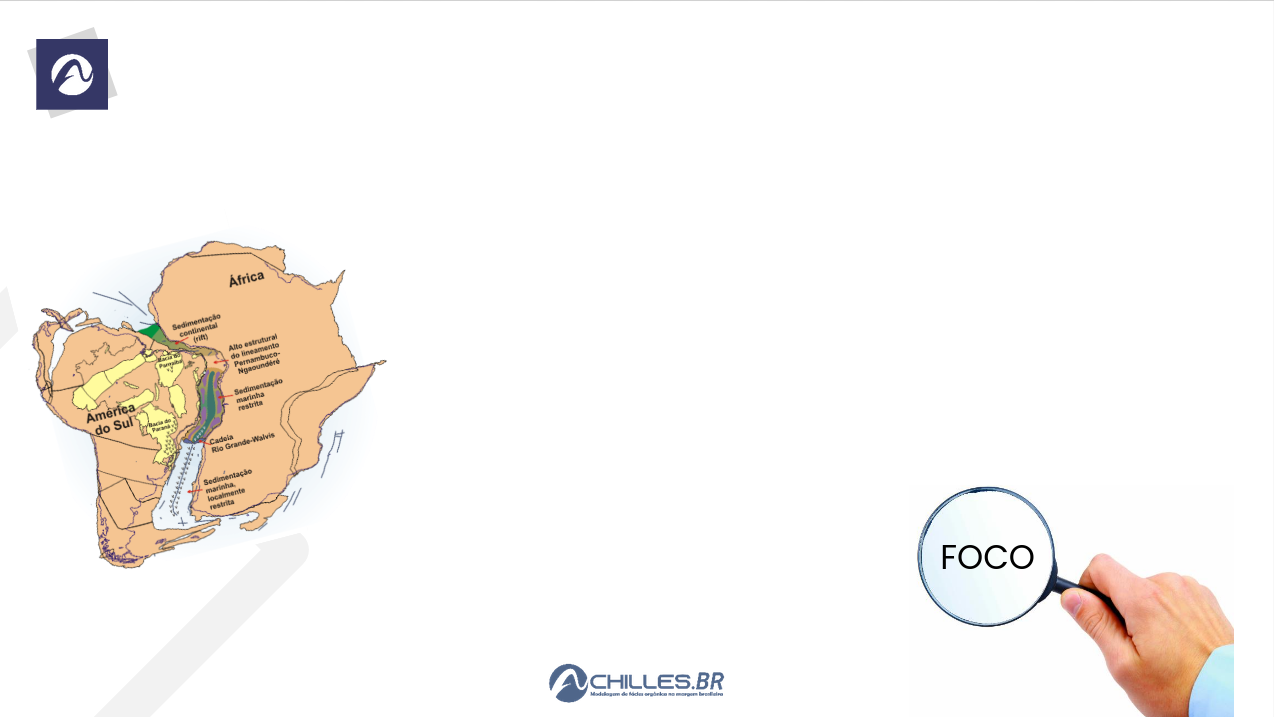 África
Sedimentação
continental
(rift)
Alto estrutural
do lineamento
Pernambuco-
Ngaoundéré
Bacia do
Parnaíba
Sedimentação
marinha
restrita
América
do Sul
Bacia do
Paraná
Cadeia
Rio Grande-Walvis
Sedimentação
marinha,
localmente
restrita
FOCO
ACHILLES.BR
Modelagem de fácies orgânica na margem brasileira